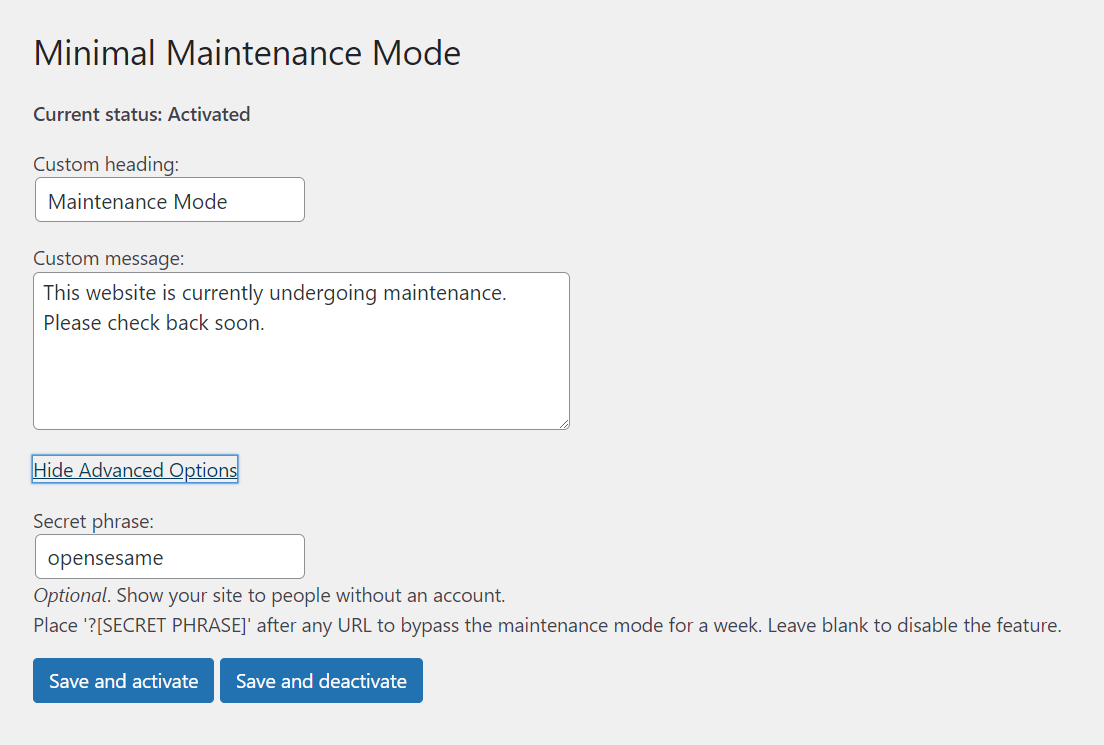 Minimal Maintenance Mode
Current status: Activated
Custom heading:
Maintenance Mode
Custom message:
This website is currently undergoing maintenance.
Please check back soon.
Hide Advanced Options
Secret phrase:
opensesame
Optional. Show your site to people without an account.
Place '?[SECRET PHRASE]' after any URL to bypass the maintenance mode for a week. Leave blank to disable the feature.
Save and activate Save and deactivate